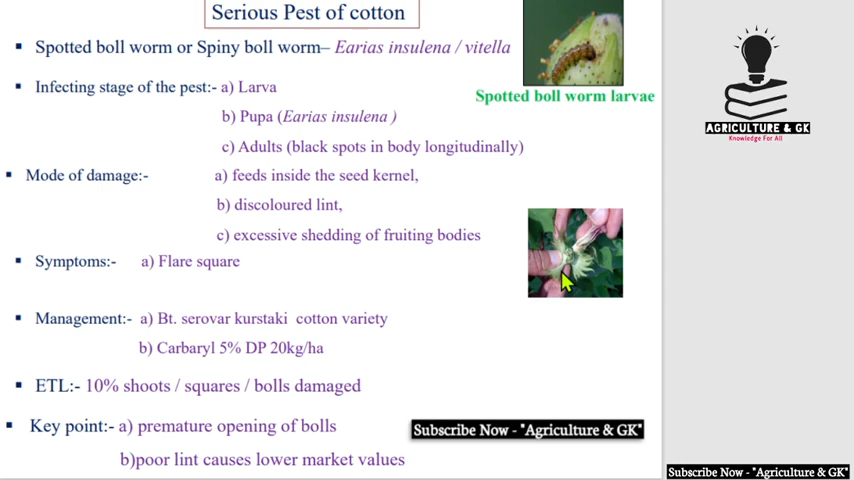 Serious Pest of cotton
▪ Spotted boll worm or Spiny boll worm– Earias insulena / vitella
▪ Infecting stage of the pest:- a) Larva
b) Pupa (Earias insulena )
c) Adults (black spots in body longitudinally)
Spotted boll worm larvae
▪ Mode of damage:- a) feeds inside the seed kernel,
b) discoloured lint,
c) excessive shedding of fruiting bodies
▪ Symptoms:- a) Flare square
▪ Management:- a) Bt. serovar kurstaki cotton variety
b) Carbaryl 5% DP 20kg/ha
▪ ETL:- 10% shoots / squares / bolls damaged
▪ Key point:- a) premature opening of bolls
b)poor lint causes lower market values
Subscribe Now - "Agriculture & GK"
AGRICULTURE & GK
Knowledge For All
Subscribe Now - "Agriculture & GK"